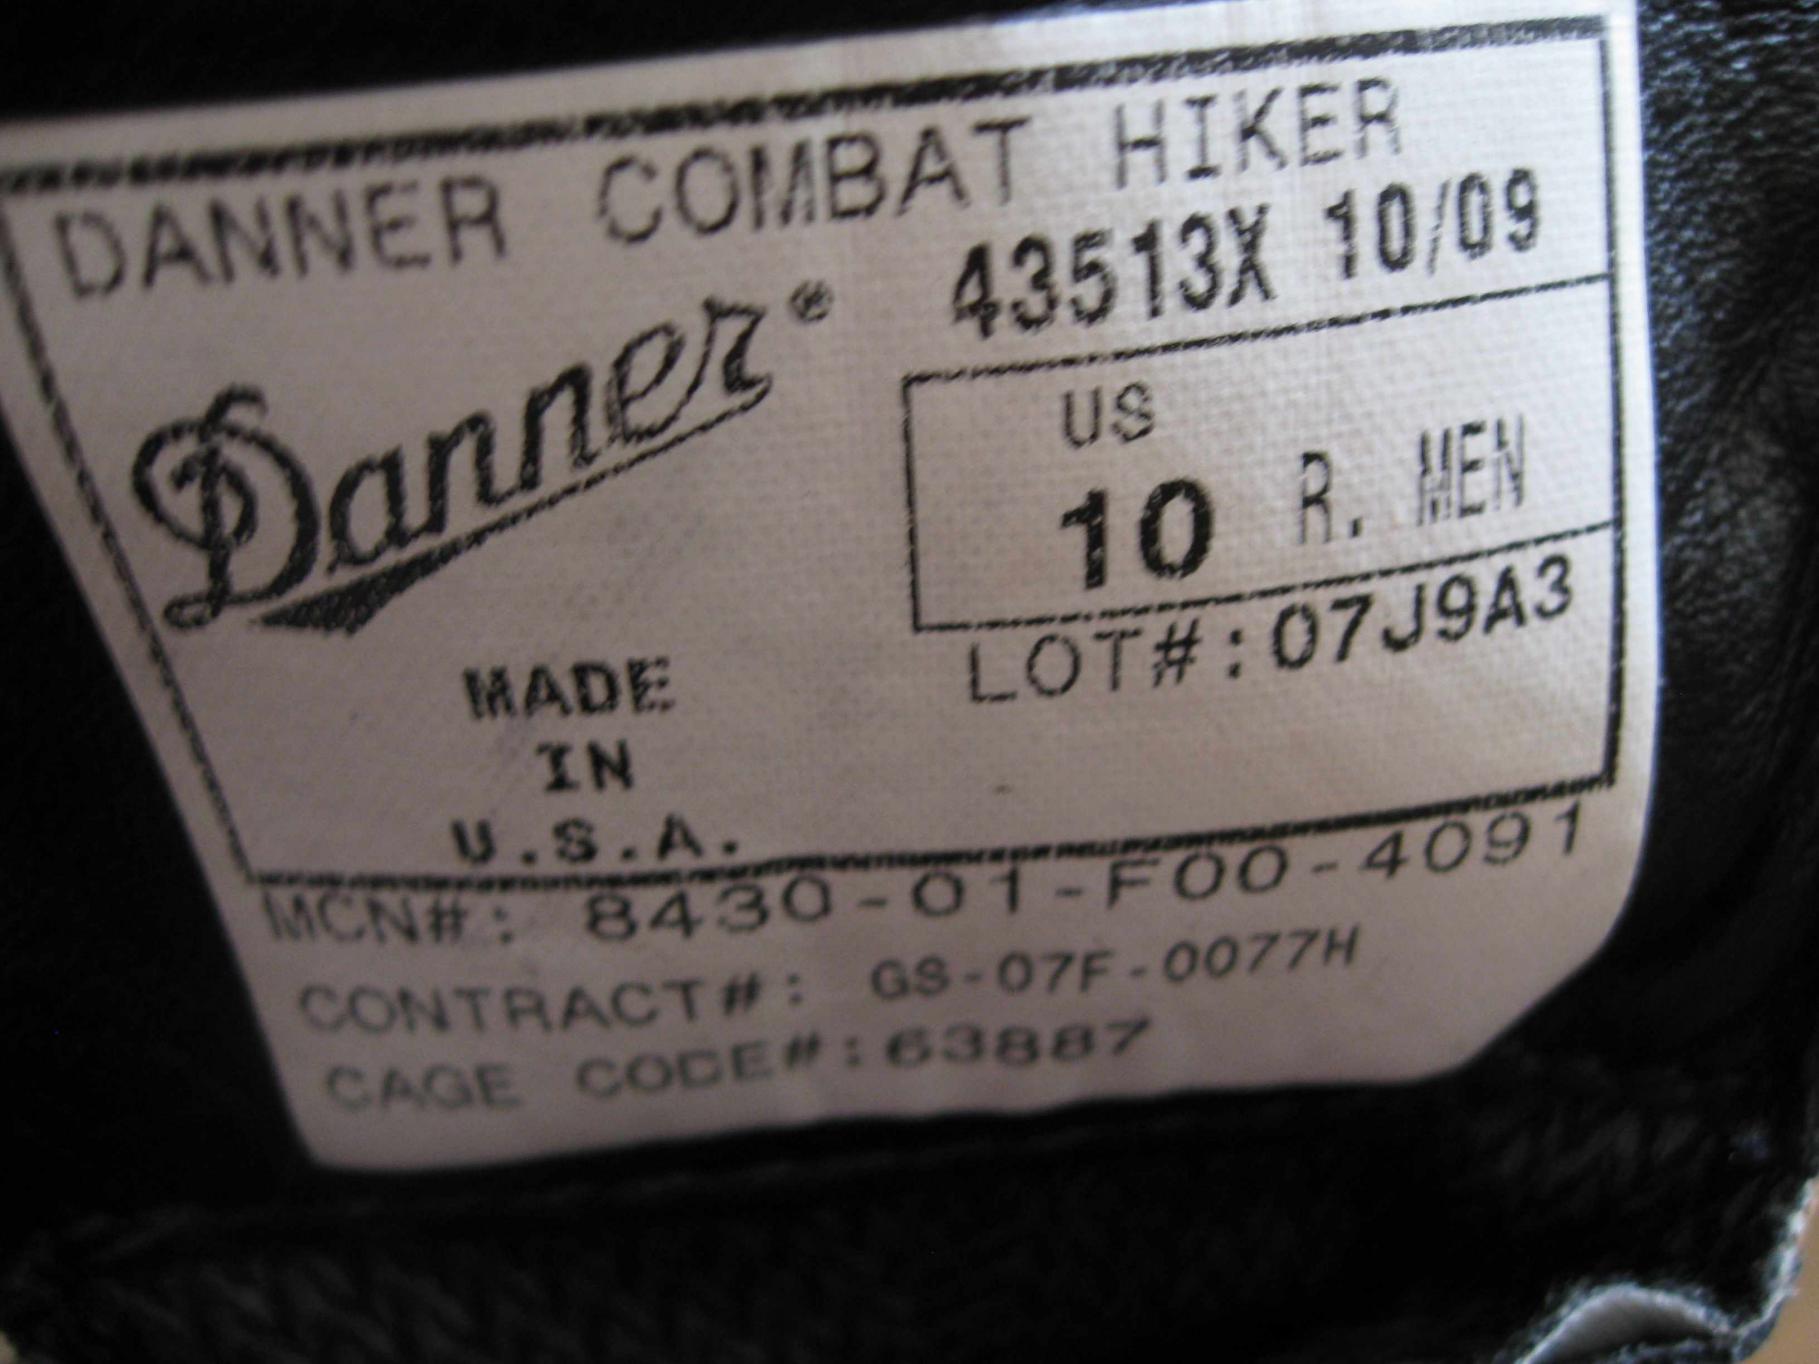 DANNER COMBAT HIKER
43513X 10/09
Danner®
US
10 R. MEN
LOT#:07J9A3
MADE
IN
U.S.A.
MCN#: 8430-01-F00-4091
CONTRACT#: GS-07F-0077H
CAGE CODE#:63887